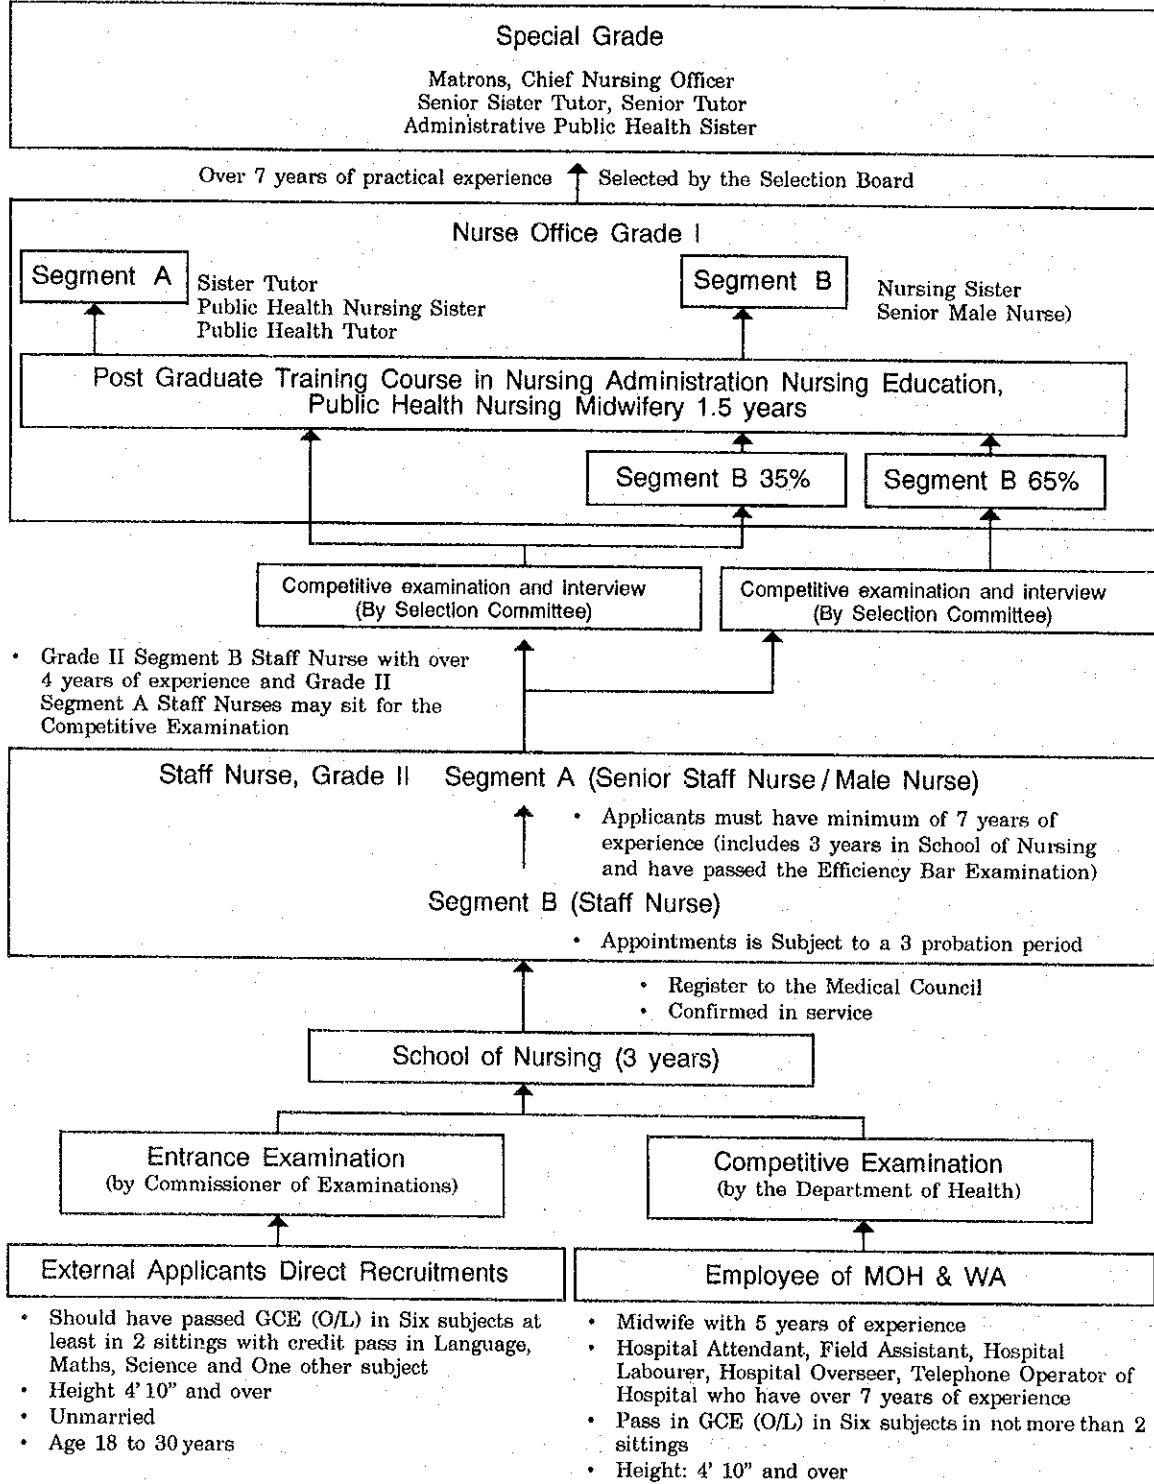 Special Grade
Matrons, Chief Nursing Officer
Senior Sister Tutor, Senior Tutor
Administrative Public Health Sister
Over 7 years of practical experience
Selected by the Selection Board
Nurse Office Grade I
Segment A
Sister Tutor
Public Health Nursing Sister
Public Health Tutor
Segment B
Nursing Sister
Senior Male Nurse)
Post Graduate Training Course in Nursing Administration Nursing Education,
Public Health Nursing Midwifery 1.5 years
Segment B 35%
Segment B 65%
Competitive examination and Interview
(By Selection Committee)
Competitive examination and interview
(By Selection Committee)
• Grade II Segment B Staff Nurse with over
4 years of experience and Grade II
Segment A Staff Nurses may sit for the
Competitive Examination
Staff Nurse, Grade II Segment A (Senior Staff Nurse / Male Nurse)
• Applicants must have minimum of 7 years of
experience (includes 3 years in School of Nursing
and have passed the Efficiency Bar Examination)
Segment B (Staff Nurse)
• Appointments is Subject to a 3 probation period
• Register to the Medical Council
• Confirmed in service
School of Nursing (3 years)
Entrance Examination
(by Commissioner of Examinations)
Competitive Examination
(by the Department of Health)
External Applicants Direct Recruitments
• Should have passed GCE (O/L) in Six subjects at
least in 2 sittings with credit pass in Language,
Maths, Science and One other subject
• Height 4' 10" and over
• Unmarried
• Age 18 to 30 years
Employee of MOH & WA
• Midwife with 5 years of experience
• Hospital Attendant, Field Assistant, Hospital
Labourer, Hospital Overseer, Telephone Operator of
Hospital who have over 7 years of experience
• Pass in GCE (O/L) in Six subjects in not more than 2
sittings
• Height: 4' 10" and over